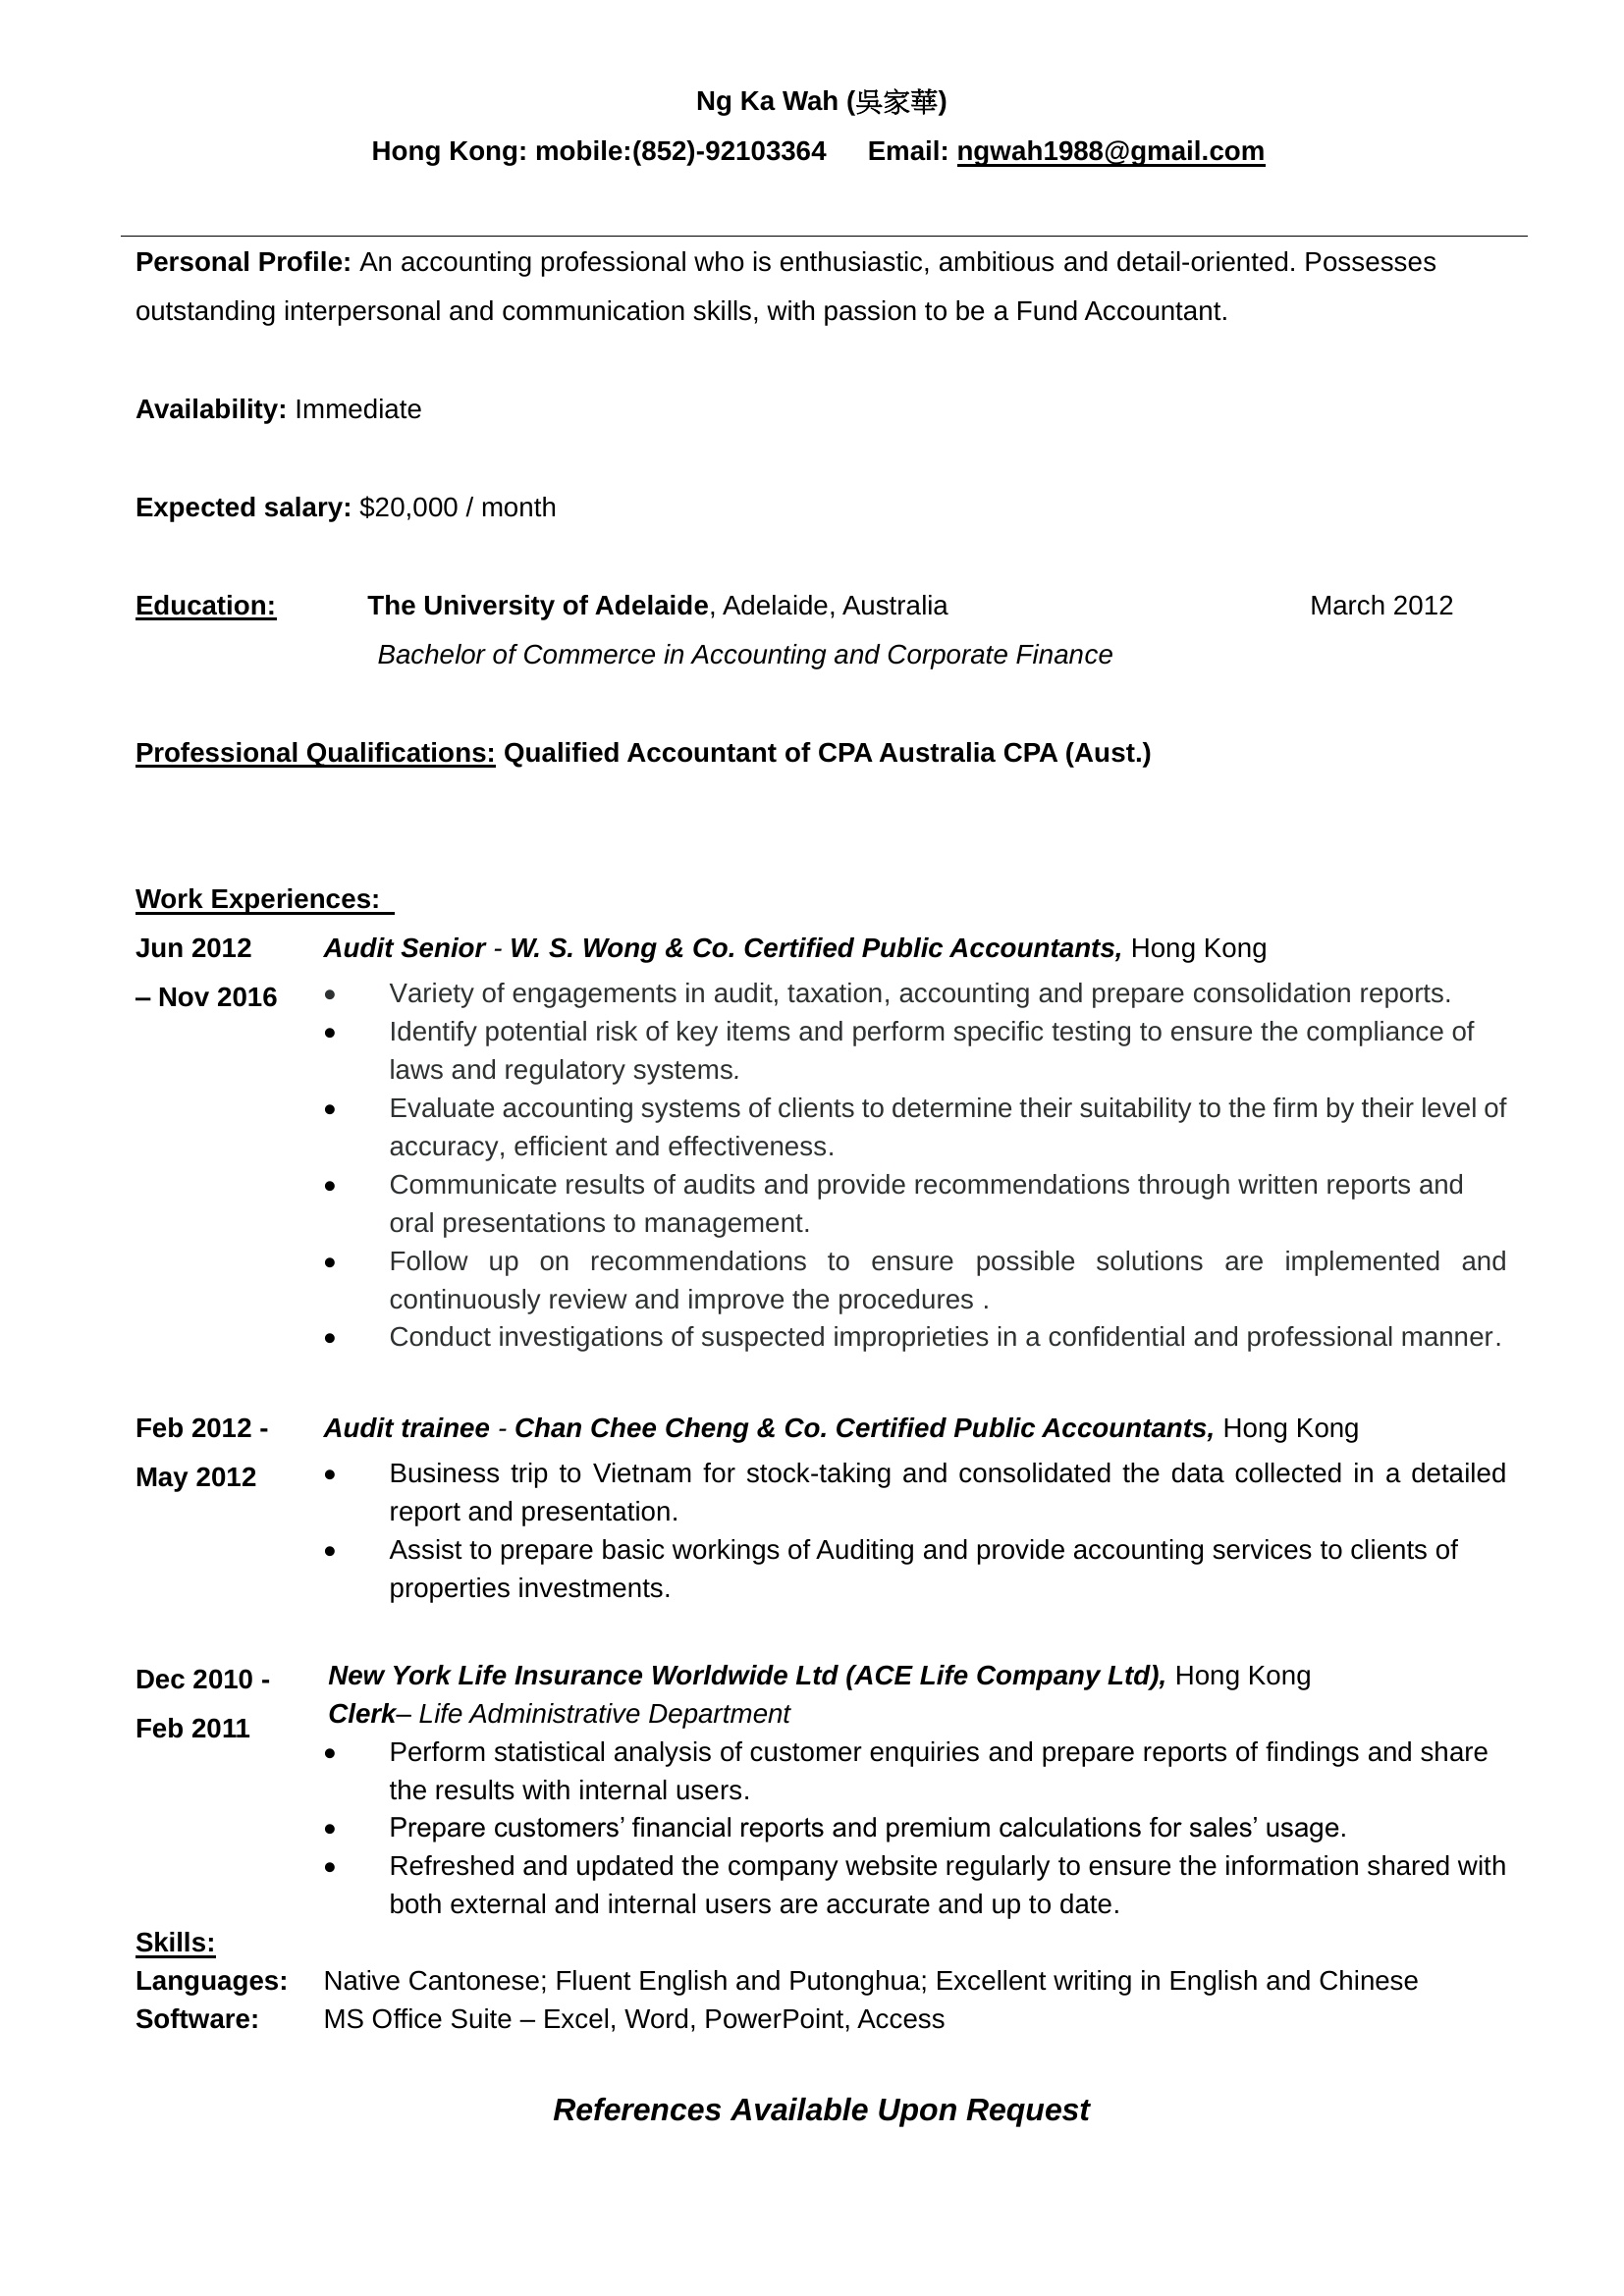 Ng Ka Wah (吳家華)
Hong Kong: mobile:(852)-92103364 Email: ngwah1988@gmail.com
Personal Profile: An accounting professional who is enthusiastic, ambitious and detail-oriented. Possesses
outstanding interpersonal and communication skills, with passion to be a Fund Accountant.
Availability: Immediate
Expected salary: $20,000 / month
Education: The University of Adelaide, Adelaide, Australia March 2012
Bachelor of Commerce in Accounting and Corporate Finance
Professional Qualifications: Qualified Accountant of CPA Australia CPA (Aust.)
Work Experiences:
Jun 2012 Audit Senior - W. S. Wong & Co. Certified Public Accountants, Hong Kong
– Nov 2016 • Variety of engagements in audit, taxation, accounting and prepare consolidation reports.
• Identify potential risk of key items and perform specific testing to ensure the compliance of
laws and regulatory systems.
• Evaluate accounting systems of clients to determine their suitability to the firm by their level of
accuracy, efficient and effectiveness.
• Communicate results of audits and provide recommendations through written reports and
oral presentations to management.
• Follow up on recommendations to ensure possible solutions are implemented and
continuously review and improve the procedures .
• Conduct investigations of suspected improprieties in a confidential and professional manner.
Feb 2012 - Audit trainee - Chan Chee Cheng & Co. Certified Public Accountants, Hong Kong
May 2012 • Business trip to Vietnam for stock-taking and consolidated the data collected in a detailed
report and presentation.
• Assist to prepare basic workings of Auditing and provide accounting services to clients of
properties investments.
Dec 2010 - New York Life Insurance Worldwide Ltd (ACE Life Company Ltd), Hong Kong
Clerk– Life Administrative Department
Feb 2011
• Perform statistical analysis of customer enquiries and prepare reports of findings and share
the results with internal users.
• Prepare customers’ financial reports and premium calculations for sales’ usage.
• Refreshed and updated the company website regularly to ensure the information shared with
both external and internal users are accurate and up to date.
Skills:
Languages: Native Cantonese; Fluent English and Putonghua; Excellent writing in English and Chinese
Software: MS Office Suite – Excel, Word, PowerPoint, Access
References Available Upon Request